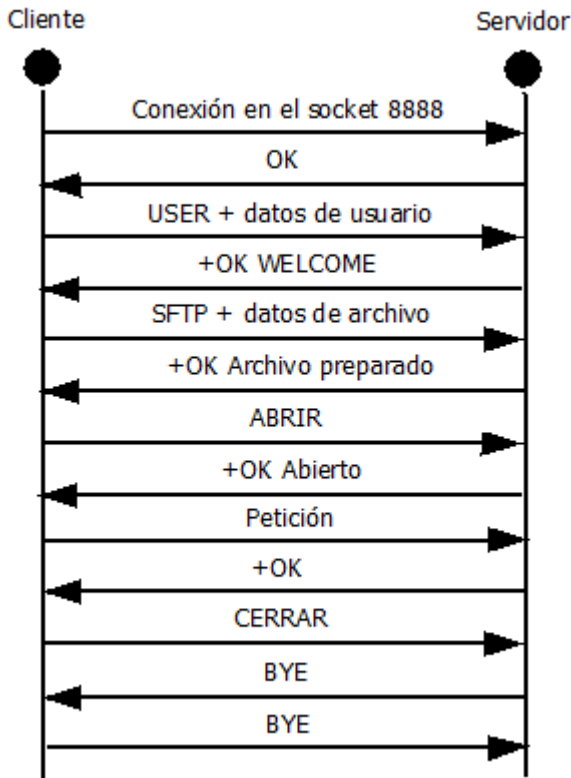 Cliente
Servidor
Conexión en el socket 8888
OK
USER + datos de usuario
+OK WELCOME
SFTP + datos de archivo
+OK Archivo preparado
ABRIR
+OK Abierto
Petición
+OK
CERRAR
BYE
BYE